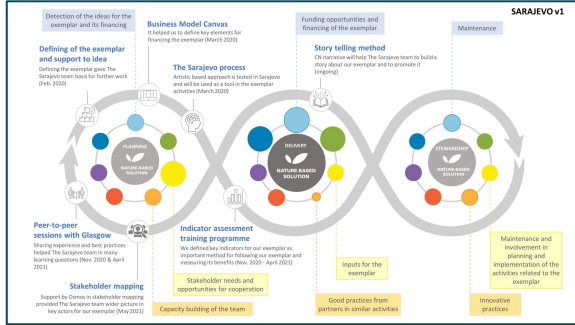 SARAJEVO v1
Detection of the ideas for the
exemplar and its financing
Business Model Canvas
It helped us to define key elements for
financing the exemplar (March 2020)
Funding opportunities and
financing of the exemplar
Maintenance
Defining of the exemplar
and support to idea
Defining the exemplar gave The
Sarajevo team basis for further work
(Feb. 2020)
The Sarajevo process
Artistic based approach is tested in Sarajevo
and will be used as a tool in the exemplar
activities (March 2020)
Story telling method
CN narrative will help The Sarajevo team to build a
story about our exemplar and to promote it
(ongoing)
PLANNING
NATURE-BASED
SOLUTION
DELIVERY
NATURE-BASED
SOLUTION
STEWARDSHIP
NATURE-BASED
SOLUTION
Peer-to-peer
sessions with Glasgow
Sharing experience and best practices
helped The Sarajevo team in many
learning questions (Nov. 2020 & April
2021)
Indicator assessment
training programme
We defined key indicators for our exemplar as
important method for following our exemplar and
measuring its benefits (Nov. 2020 - April 2021)
Stakeholder mapping
Support by Osmos in stakeholder mapping
provided The Sarajevo team wider picture in
key actors for our exemplar (May 2021)
Stakeholder needs and
opportunities for cooperation
Capacity building of the team
Inputs for the
exemplar
Good practices from
partners in similar activities
Maintenance and
involvement in
planning and
implementation of the
activities related to the
exemplar
Innovative
practices